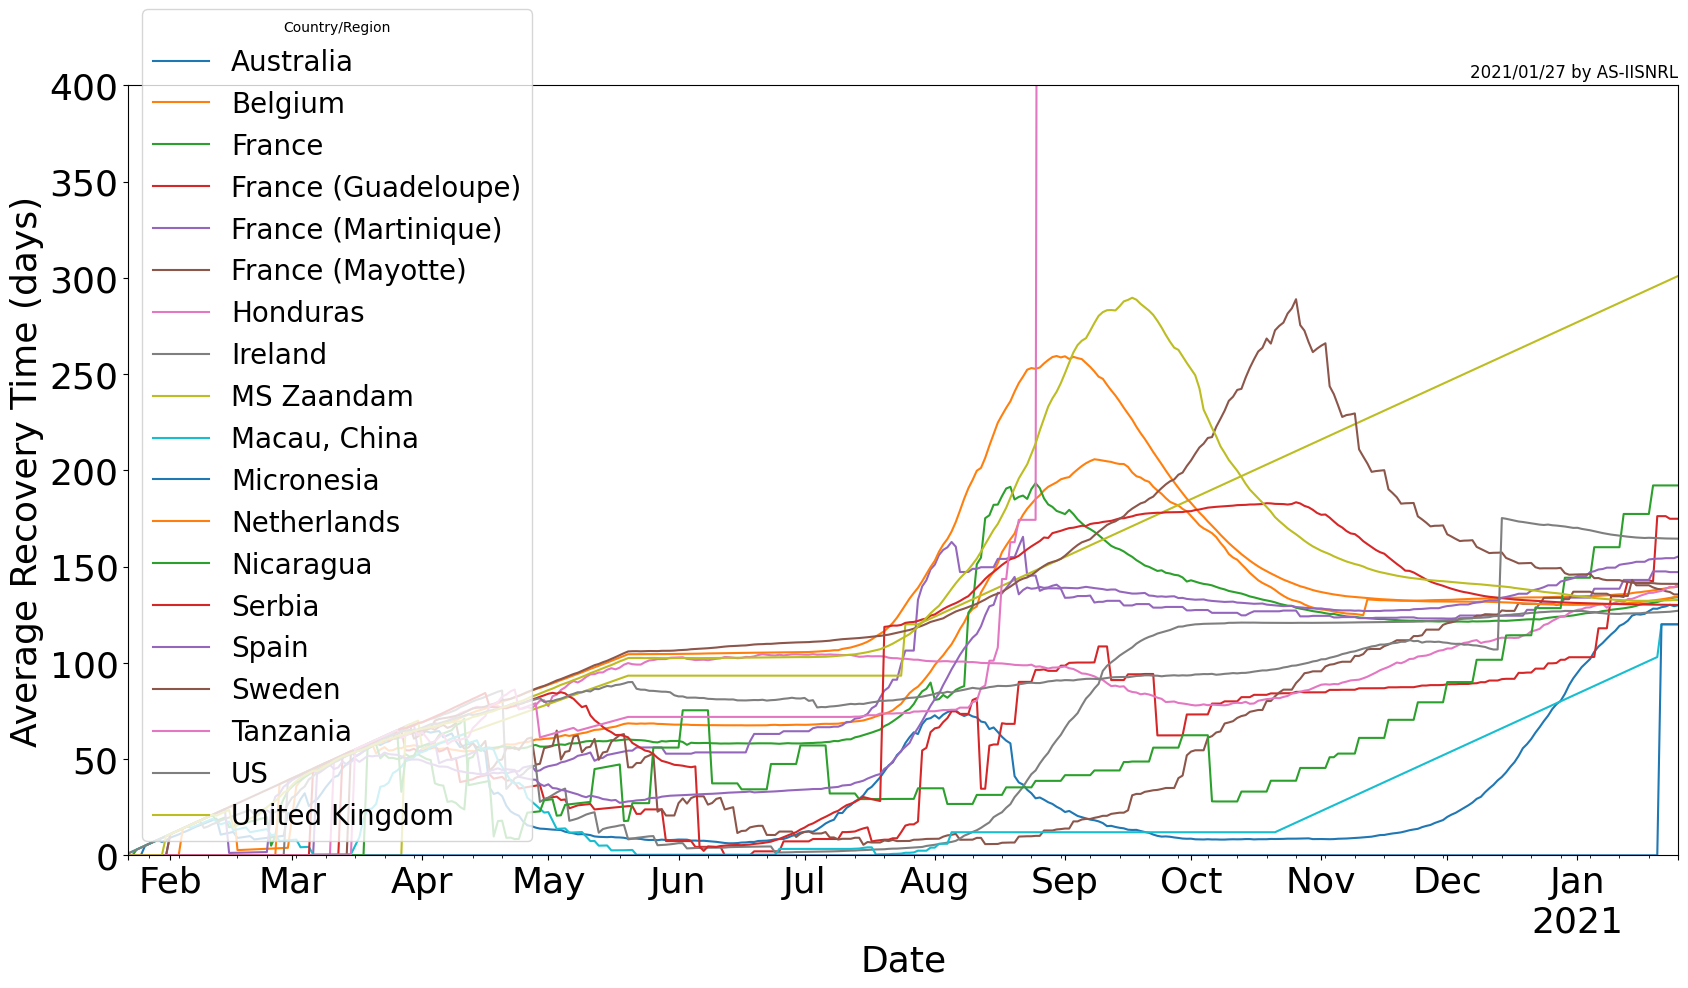 Country/Region
Australia
Belgium
France
France (Guadeloupe)
France (Martinique)
France (Mayotte)
Honduras
Ireland
MS Zaandam
Macau, China
Micronesia
Netherlands
Nicaragua
Serbia
Spain
Sweden
Tanzania
US
United Kingdom
2021/01/27 by AS-IISNRL
Average Recovery Time (days)
400
350
300
250
200
150
100
50
0
Feb Mar Apr May Jun Jul Aug Sep Oct Nov Dec Jan
2021
Date